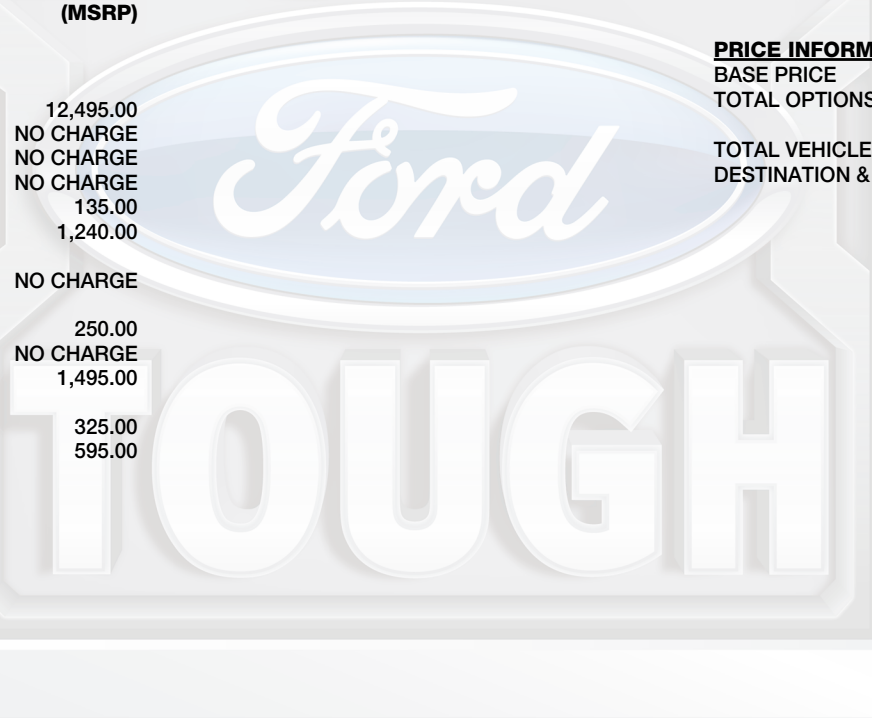 (MSRP)
12,495.00
NO CHARGE
NO CHARGE
NO CHARGE
135.00
1,240.00
NO CHARGE
250.00
NO CHARGE
1,495.00
325.00
595.00
PRICE INFORM
BASE PRICE
TOTAL OPTIONS
TOTAL VEHICLE
DESTINATION &
Ford
TOUGH